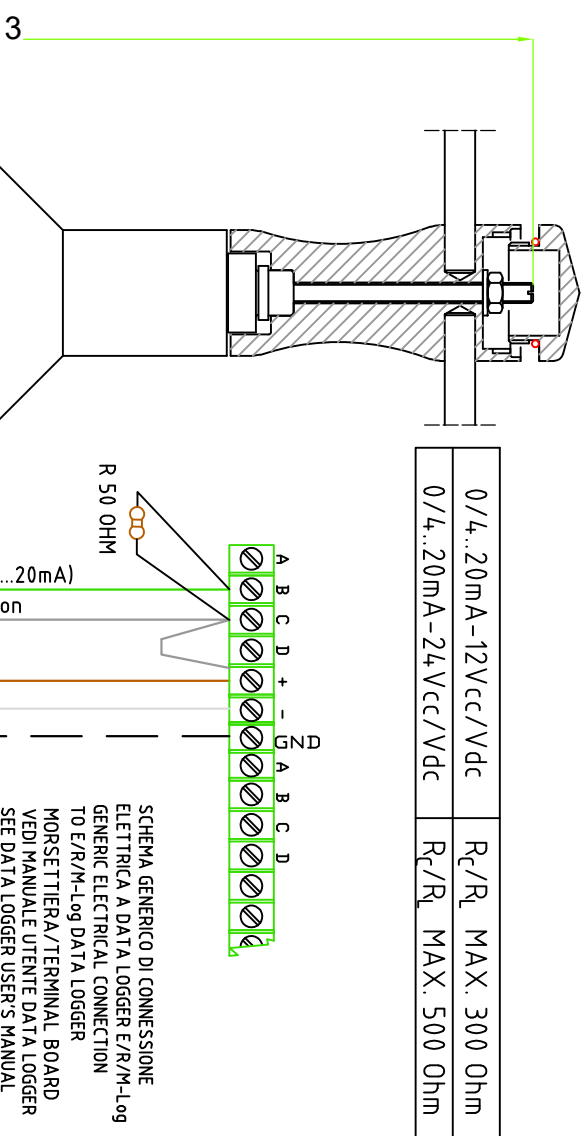 3
0/4..20mA-12Vcc/Vdc RC/RL MAX. 300 Ohm
0/4..20mA-24Vcc/Vdc RC/RL MAX. 500 Ohm
R 50 OHM
...20mA)
on
A
B
C
D
+
-
GND
A
B
C
D
SCHEMA GENERICO DI CONNESSIONE
ELETTRICA A DATA LOGGER E/R/M-Log
GENERIC ELECTRICAL CONNECTION
TO E/R/M-Log DATA LOGGER
MORSETTIERA/TERMINAL BOARD
VEDI MANUALE UTENTE DATA LOGGER
SEE DATA LOGGER USER'S MANUAL